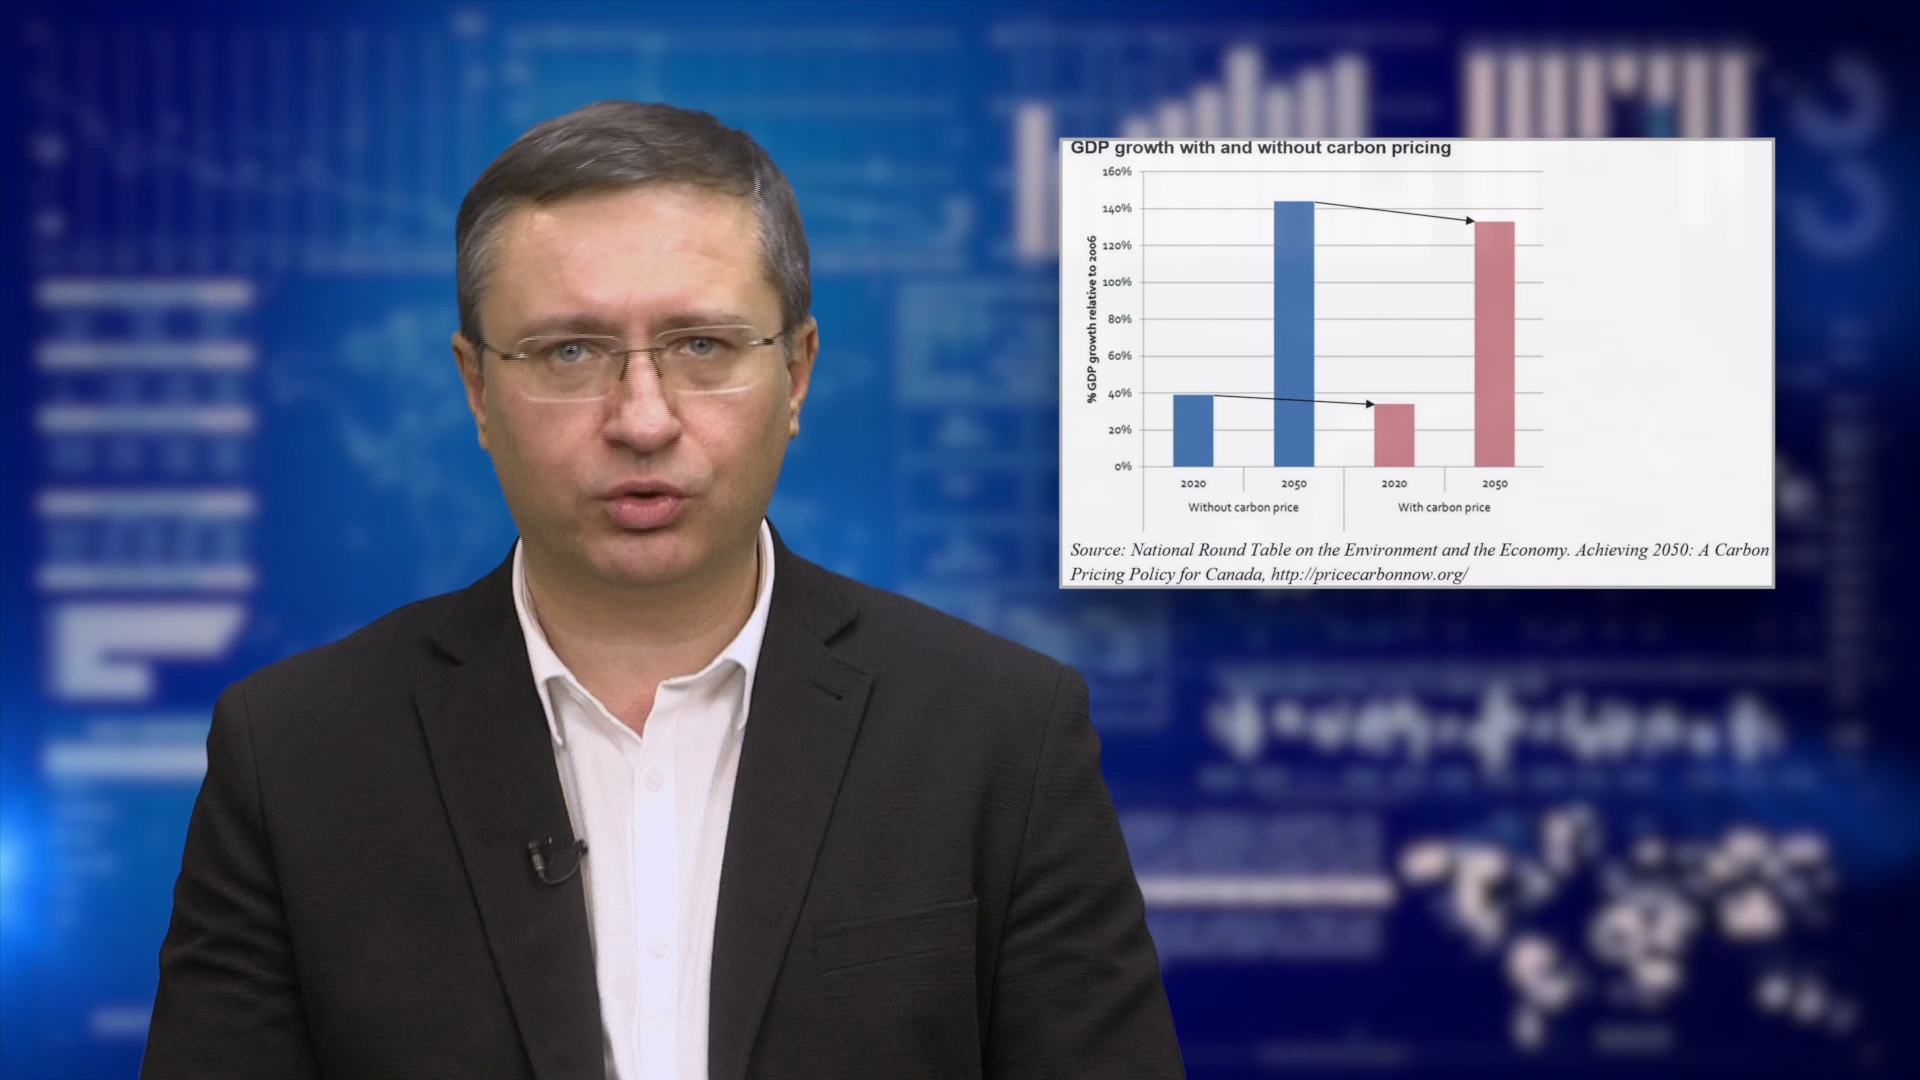 GDP growth with and without carbon pricing
160%
140%
120%
100%
80%
60%
40%
20%
0%
% GDP growth relative to 2006
2020 2050 2020 2050
Without carbon price With carbon price
Source: National Round Table on the Environment and the Economy. Achieving 2050: A Carbon
Pricing Policy for Canada, http://pricecarbonnow.org/